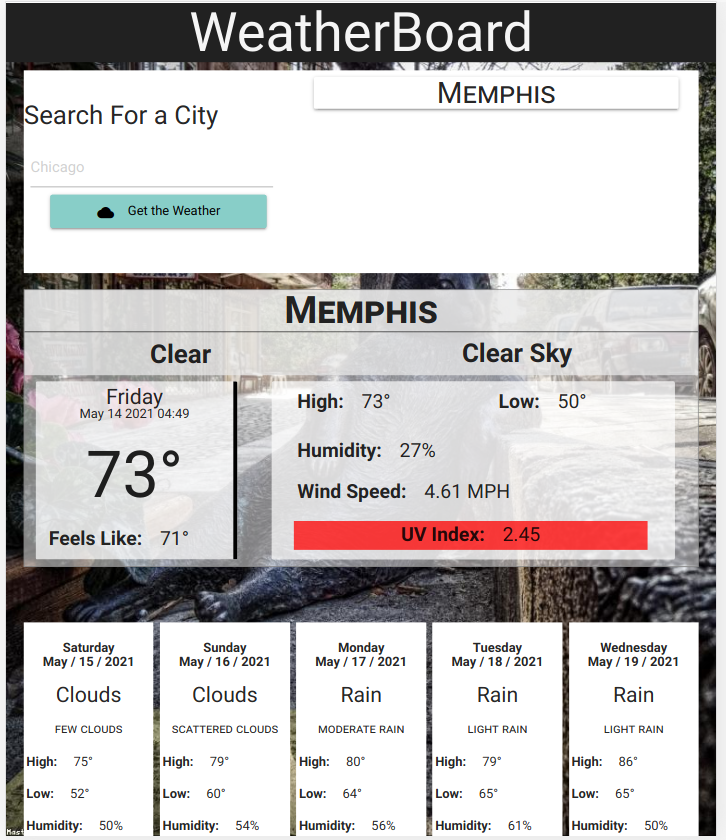 WeatherBoard
Search For a City
Chicago
Get the Weather
MEMPHIS
MEMPHIS
Clear
Clear Sky
Friday
May 14 2021 04:49
73°
Feels Like: 71°
High: 73° Low: 50°
Humidity: 27%
Wind Speed: 4.61 MPH
UV Index: 2.45
Saturday
May / 15 / 2021
Clouds
FEW CLOUDS
High: 75°
Low: 52°
Humidity: 50%
Sunday
May / 16 / 2021
Clouds
SCATTERED CLOUDS
High: 79°
Low: 60°
Humidity: 54%
Monday
May / 17 / 2021
Rain
MODERATE RAIN
High: 80°
Low: 64°
Humidity: 56%
Tuesday
May / 18 / 2021
Rain
LIGHT RAIN
High: 79°
Low: 65°
Humidity: 61%
Wednesday
May / 19 / 2021
Rain
LIGHT RAIN
High: 86°
Low: 65°
Humidity: 50%